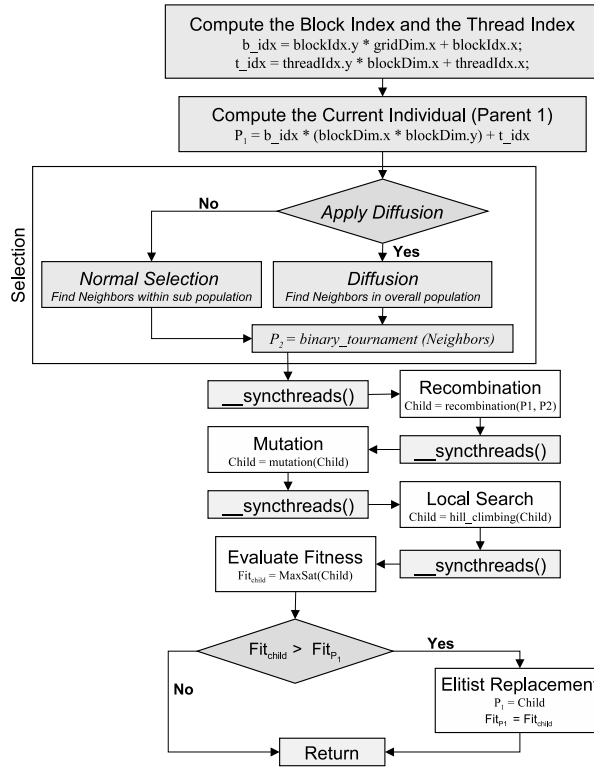 Compute the Block Index and the Thread Index
b_idx = blockIdx.y * gridDim.x + blockIdx.x;
t_idx = threadIdx.y * blockDim.x + threadIdx.x;
Compute the Current Individual (Parent 1)
P1 = b_idx * (blockDim.x * blockDim.y) + t_idx
Selection
Apply Diffusion
No
Yes
Normal Selection
Find Neighbors within sub population
Diffusion
Find Neighbors in overall population
P2 = binary_tournament (Neighbors)
__syncthreads()
Recombination
Child = recombination(P1, P2)
__syncthreads()
Mutation
Child = mutation(Child)
__syncthreads()
Local Search
Child = hill_climbing(Child)
__syncthreads()
Evaluate Fitness
Fitchild = MaxSat(Child)
Fitchild > FitP1
Yes
No
Elitist Replacement
P1 = Child
FitP1 = Fitchild
Return